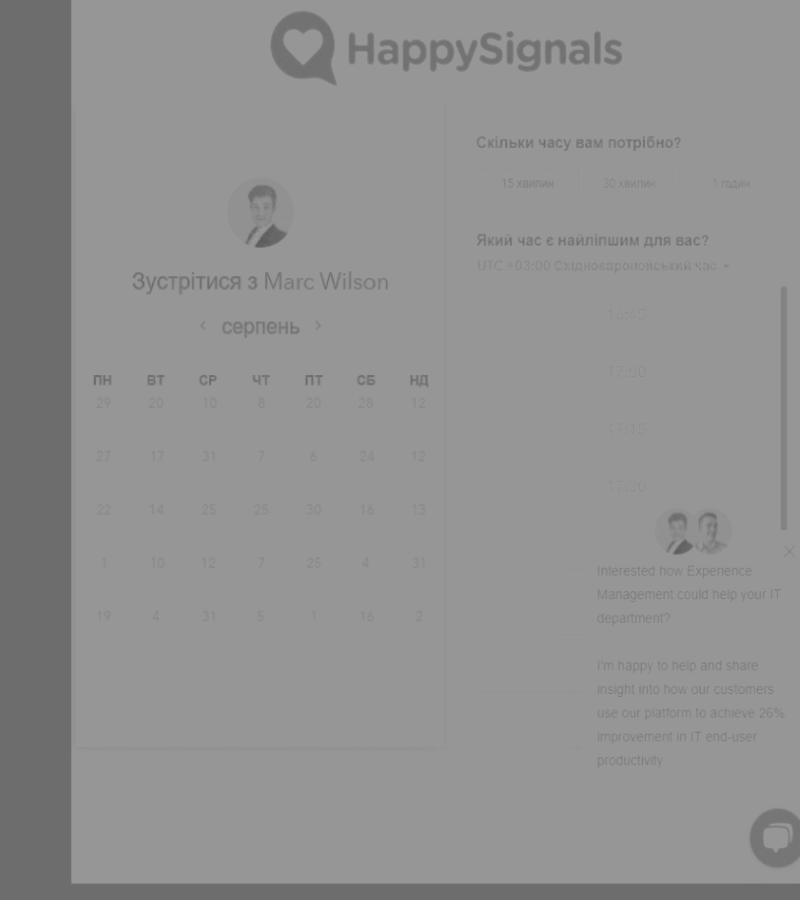 HappySignals
Зустрітися з Marc Wilson
серпень
ПН ВТ СР ЧТ ПТ СБ НД
29 20 10 8 20 28 12
27 17 31 7 6 24 12
22 14 25 25 30 16 13
1 10 12 7 25 4 31
19 4 31 5 1 16 2
Скільки часу вам потрібно?
15 хвилин 30 хвилин 1 годин
Який час є найліпшим для вас?
UTC +03:00 Східноєвропейський час
16:45
17:00
17:15
17:30
Interested how Experience
Management could help your IT
department?
I'm happy to help and share
insight into how our customers
use our platform to achieve 26%
improvement in IT end-user
productivity